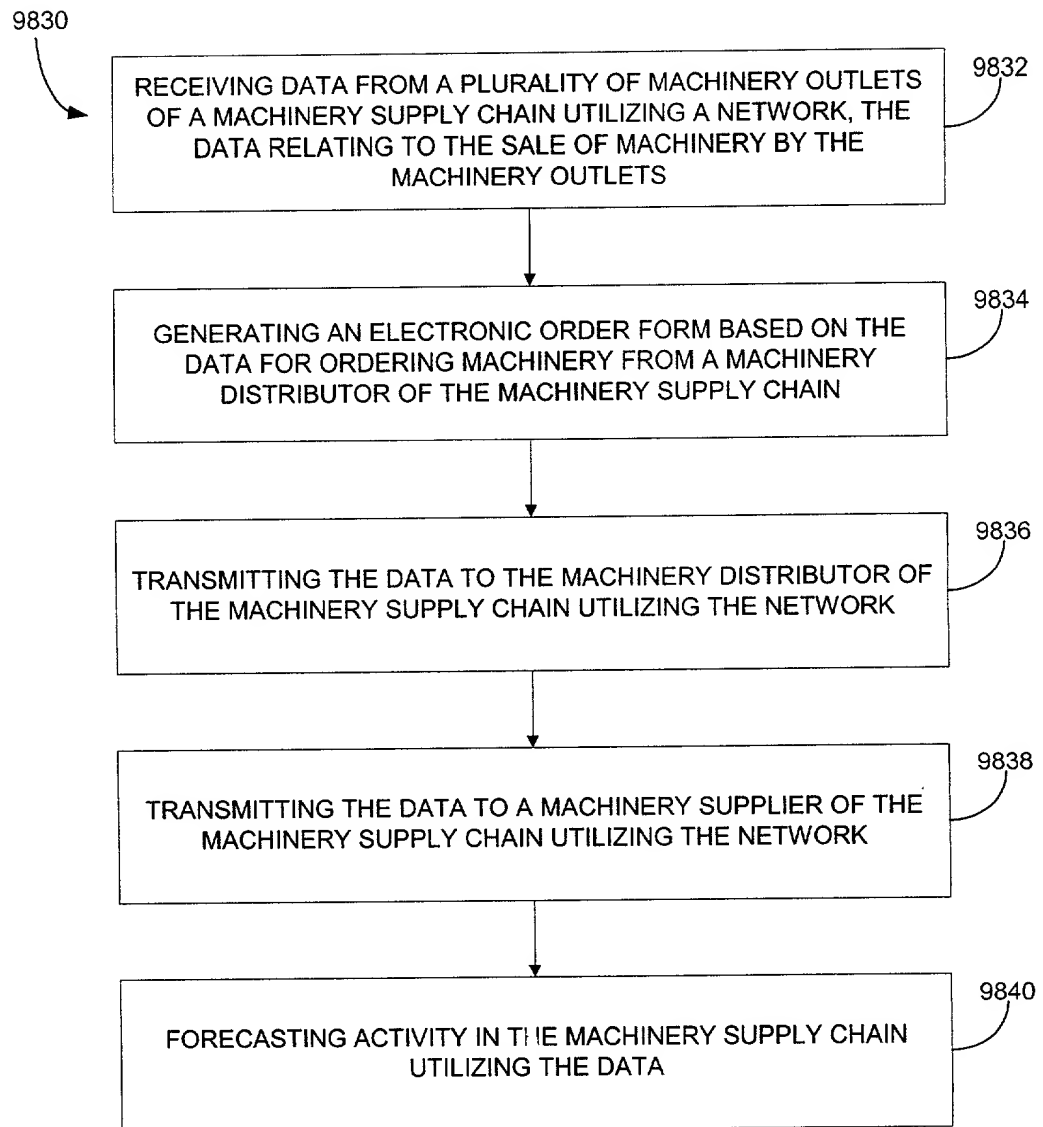 9830
9832
RECEIVING DATA FROM A PLURALITY OF MACHINERY OUTLETS
OF A MACHINERY SUPPLY CHAIN UTILIZING A NETWORK, THE
DATA RELATING TO THE SALE OF MACHINERY BY THE
MACHINERY OUTLETS
9834
GENERATING AN ELECTRONIC ORDER FORM BASED ON THE
DATA FOR ORDERING MACHINERY FROM A MACHINERY
DISTRIBUTOR OF THE MACHINERY SUPPLY CHAIN
9836
TRANSMITTING THE DATA TO THE MACHINERY DISTRIBUTOR OF
THE MACHINERY SUPPLY CHAIN UTILIZING THE NETWORK
9838
TRANSMITTING THE DATA TO A MACHINERY SUPPLIER OF THE
MACHINERY SUPPLY CHAIN UTILIZING THE NETWORK
9840
FORECASTING ACTIVITY IN THE MACHINERY SUPPLY CHAIN
UTILIZING THE DATA